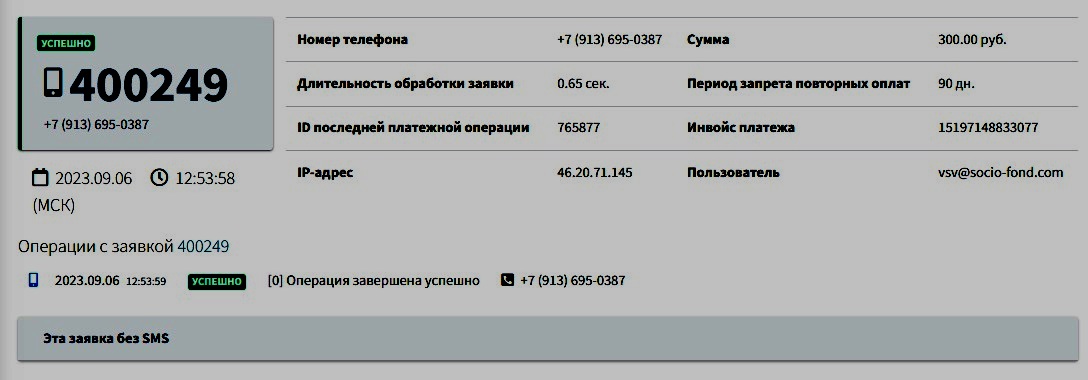 УСПЕШНО
400249
+7 (913) 695-0387
2023.09.06 12:53:58
(МСК)
Номер телефона +7 (913) 695-0387 Сумма 300.00 руб.
Длительность обработки заявки 0.65 сек. Период запрета повторных оплат 90 дн.
ID последней платежной операции 765877 Инвойс платежа 15197148833077
IP-адрес 46.20.71.145 Пользователь vsv@socio-fond.com
Операции с заявкой 400249
2023.09.06 12:53:59 УСПЕШНО [0] Операция завершена успешно +7 (913) 695-0387
Эта заявка без SMS